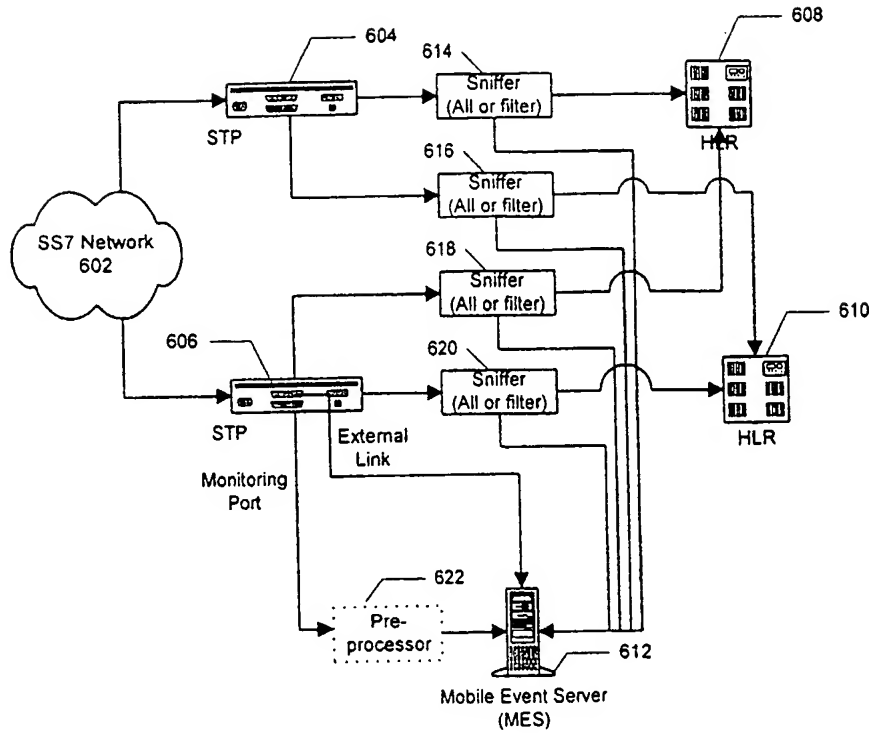 604
STP
614
Sniffer
(All or filter)
608
HLR
616
Sniffer
(All or filter)
SS7 Network
602
618
Sniffer
(All or filter)
606
STP
620
Sniffer
(All or filter)
610
HLR
External
Link
Monitoring
Port
622
Pre-
processor
612
Mobile Event Server
(MES)